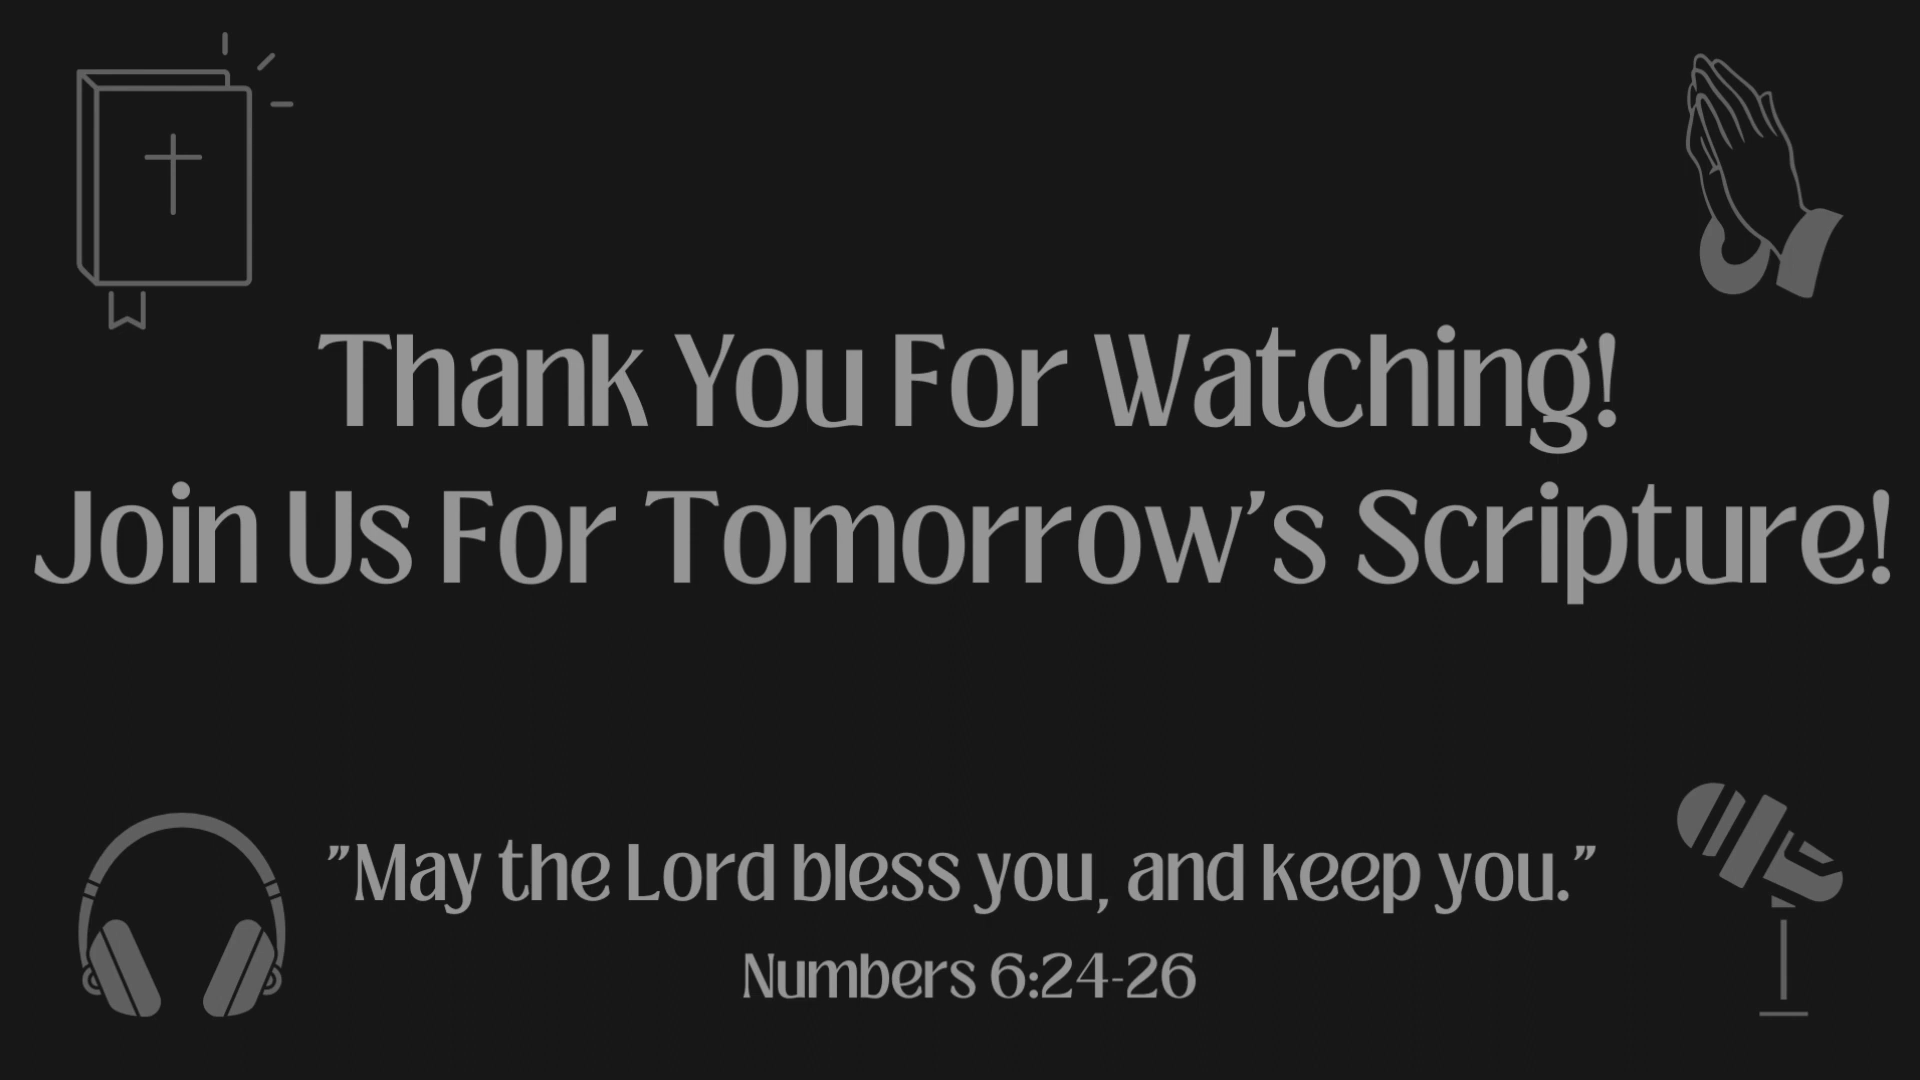 Thank You For Watching!
Join Us For Tomorrow’s Scripture!
”May the Lord bless you, and keep you.”
Numbers 6:24-26